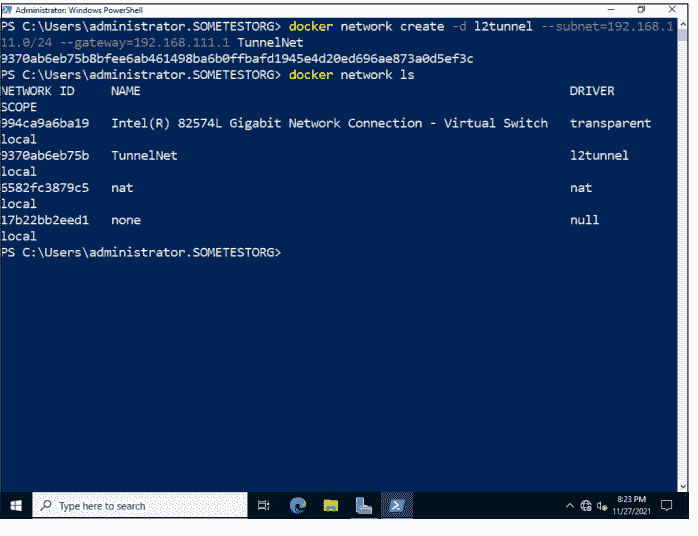 Administrator: Windows PowerShell
PS C:\Users\administrator.SOMETESTORG> docker network create -d l2tunnel --subnet=192.168.1
11.0/24 --gateway=192.168.111.1 TunnelNet
9370ab6eb75b8bfee6ab461498ba6b0ffbafd1945e4d20ed696ae873a0d5ef3c
PS C:\Users\administrator.SOMETESTORG> docker network ls
NETWORK ID NAME DRIVER
SCOPE
994ca9a6ba19 Intel(R) 82574L Gigabit Network Connection - Virtual Switch transparent
local
9370ab6eb75b TunnelNet l2tunnel
local
6582fc3879c5 nat nat
local
17b22bb2eed1 none null
local
PS C:\Users\administrator.SOMETESTORG>
Type here to search
8:23 PM
11/27/2021